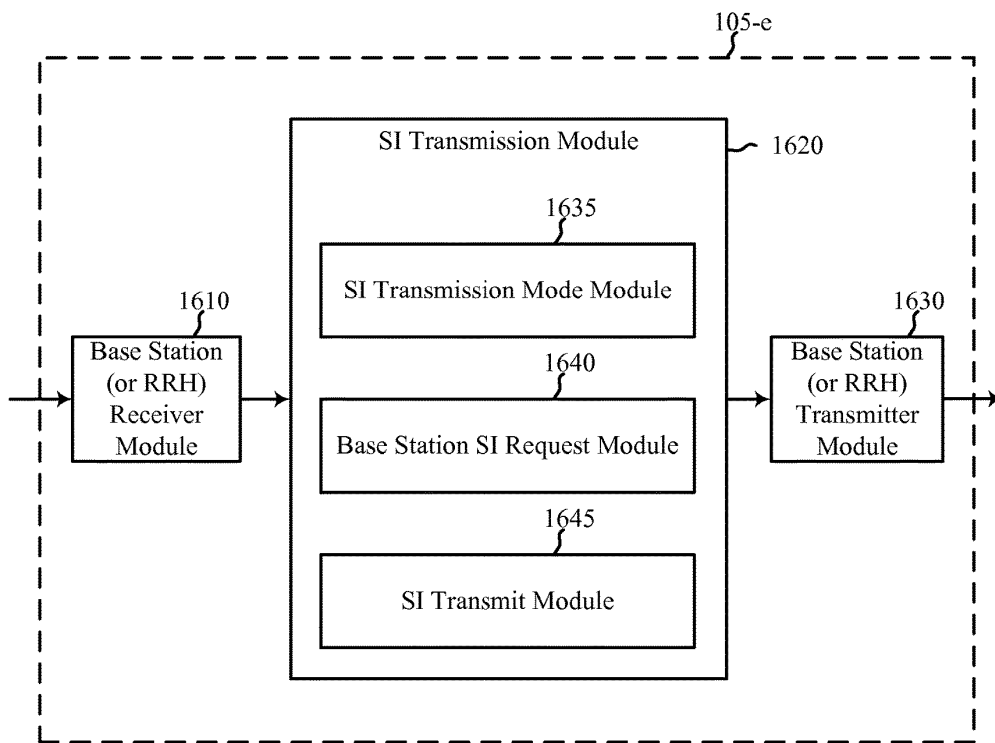 105-e
SI Transmission Module
1620
1635
SI Transmission Mode Module
1610
Base Station
(or RRH)
Receiver
Module
1640
Base Station SI Request Module
1630
Base Station
(or RRH)
Transmitter
Module
1645
SI Transmit Module